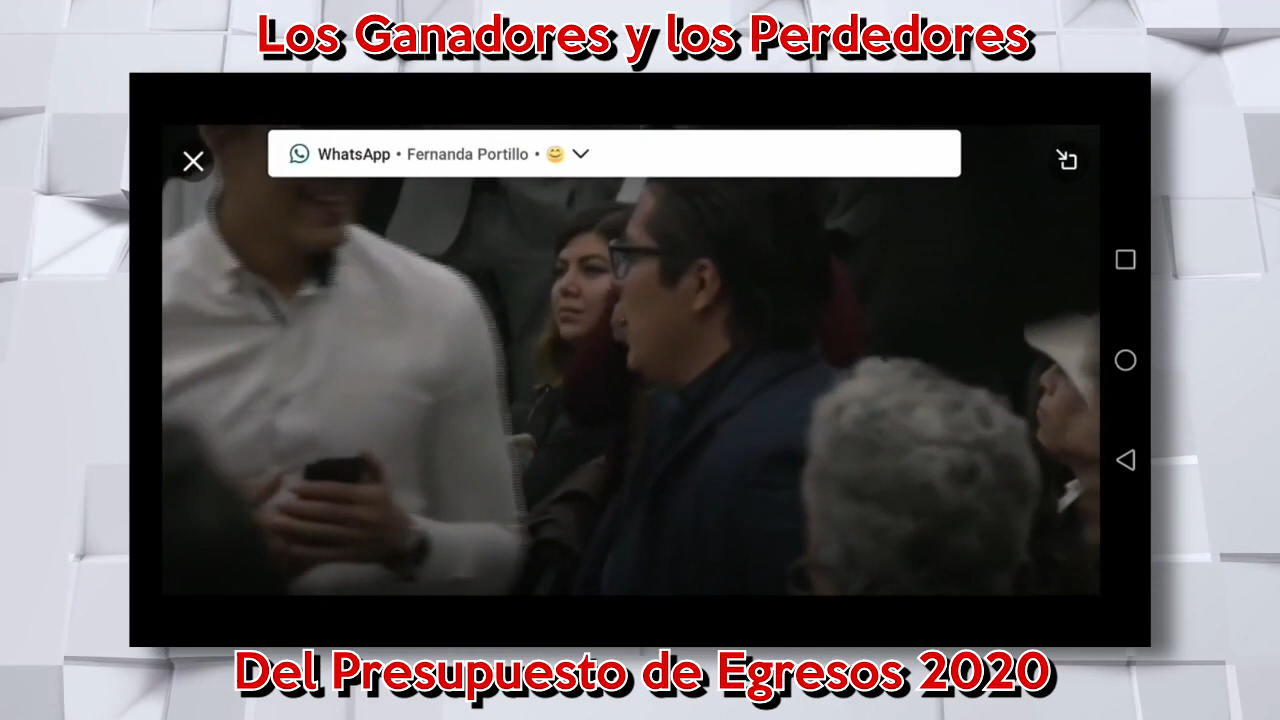 Los Ganadores y los Perdedores
WhatsApp • Fernanda Portillo • 😊
Del Presupuesto de Egresos 2020